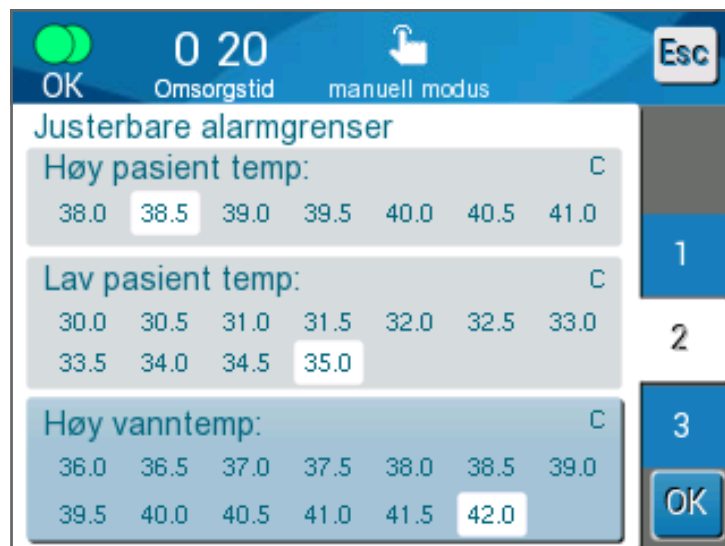 OK
0 20
Omsorgstid
manuell modus
Esc
Justerbare alarmgrenser
Høy pasient temp: C
38.0 38.5 39.0 39.5 40.0 40.5 41.0
Lav pasient temp: C
30.0 30.5 31.0 31.5 32.0 32.5 33.0
33.5 34.0 34.5 35.0
Høy vanntemp: C
36.0 36.5 37.0 37.5 38.0 38.5 39.0
39.5 40.0 40.5 41.0 41.5 42.0
1
2
3
OK